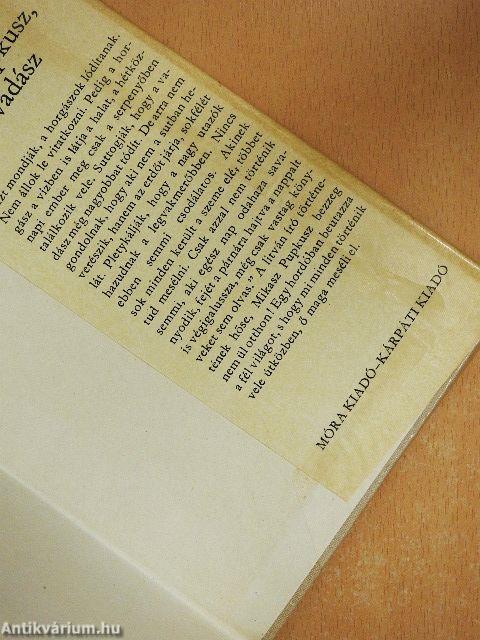 kusz,
vadász
zt mondják, a horgászok lódítanak.
Nem állok le vitatkozni. Pedig a hor-
gász a vízben is látja a halat, a hétköz-
napi ember meg csak a serpenyőben
találkozik vele. Suttogják, hogy a va-
dász még nagyobbat tódít. De arra nem
gondolnak, hogy aki nem a sutban he-
verészik, hanem az erdőt járja, sokfélét
lát. Pletykálják, hogy a nagy utazók
hazudnak a legvakmerőbben. Nincs
ebben semmi csodálatos. Akinek
sok minden került a szeme elé, többet
tud mesélni. Csak azzal nem történik
semmi, aki egész nap odahaza sava-
nyodik, fejét a párnára hajtva a nappalt
is végigalussza, még csak vastag köny-
veket sem olvas.” A litván író történe-
tének hőse, Mikasz Pupkusz bezzeg
nem ül otthon! Egy hordóban beutazza
a fél világot, s hogy mi minden történik
vele útközben, ő maga meséli el.
MÓRA KIADÓ–KÁRPÁTI KIADÓ
Antikvárium.hu